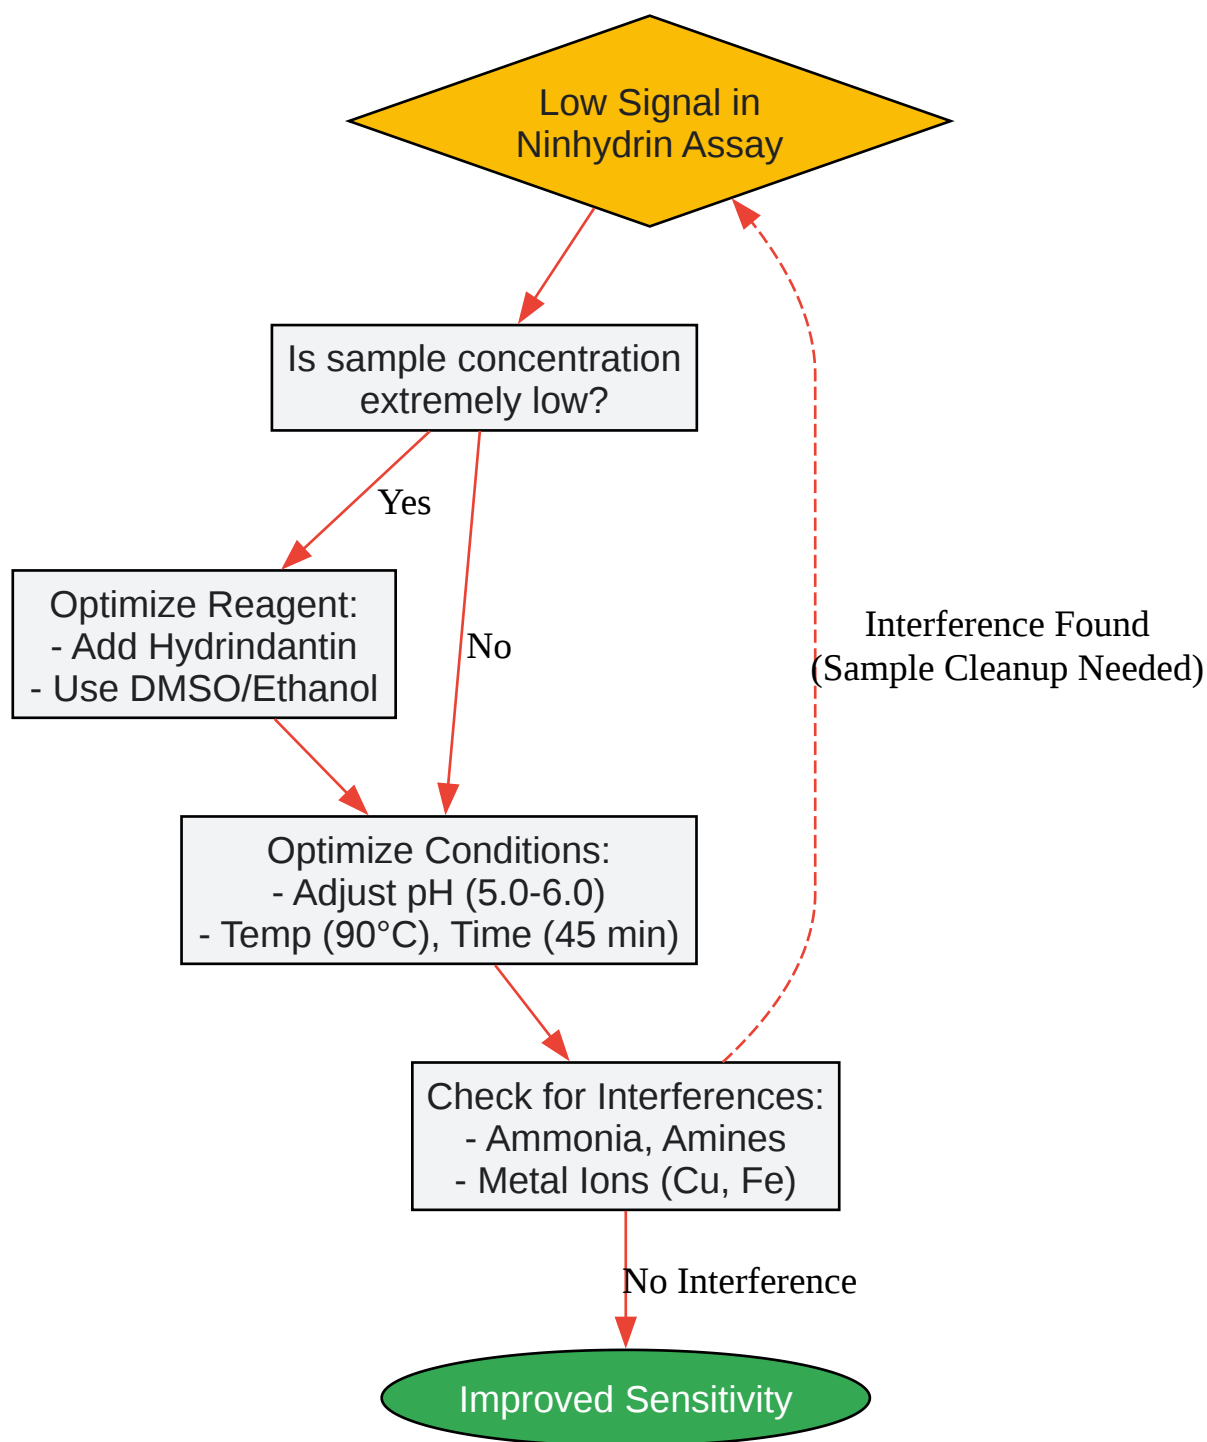 Low Signal in
Ninhydrin Assay
Is sample concentration
extremely low?
Yes
Optimize Reagent:
- Add Hydrindantin
- Use DMSO/Ethanol
No
Interference Found
(Sample Cleanup Needed)
Optimize Conditions:
- Adjust pH (5.0-6.0)
- Temp (90°C), Time (45 min)
Check for Interferences:
- Ammonia, Amines
- Metal Ions (Cu, Fe)
No Interference
Improved Sensitivity